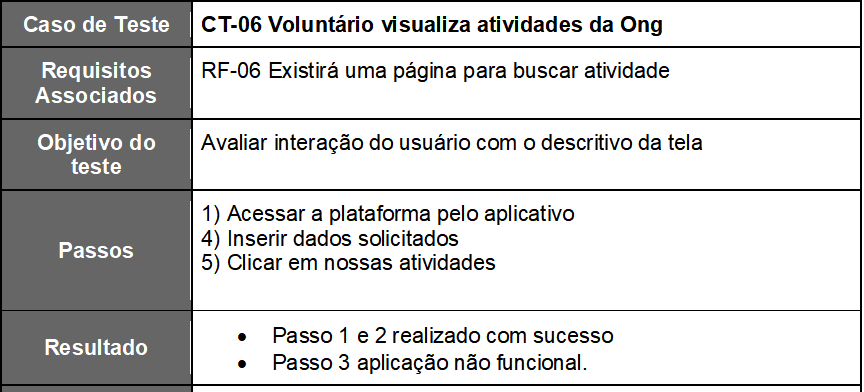 Caso de Teste
CT-06 Voluntário visualiza atividades da Ong
Requisitos
Associados
RF-06 Existirá uma página para buscar atividade
Objetivo do
teste
Avaliar interação do usuário com o descritivo da tela
Passos
1) Acessar a plataforma pelo aplicativo
4) Inserir dados solicitados
5) Clicar em nossas atividades
Resultado
• Passo 1 e 2 realizado com sucesso
• Passo 3 aplicação não funcional.